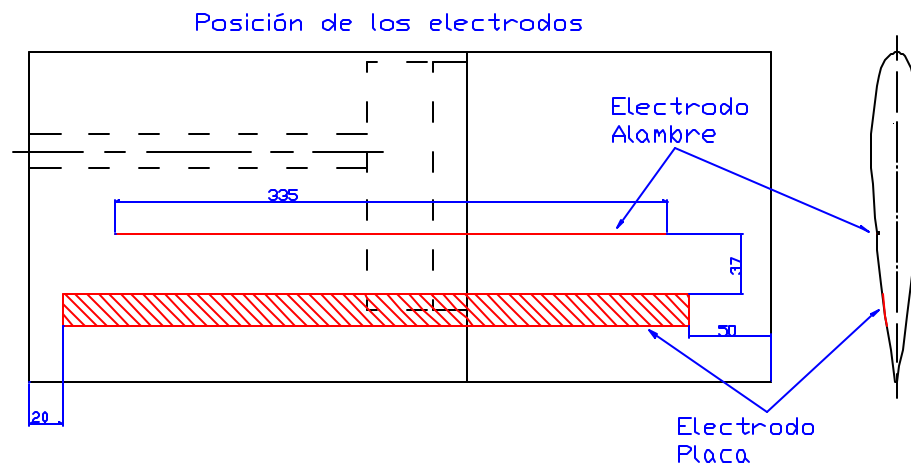 Posición de los electrodos
Electrodo
Alambre
335
37
50
20
Electrodo
Placa